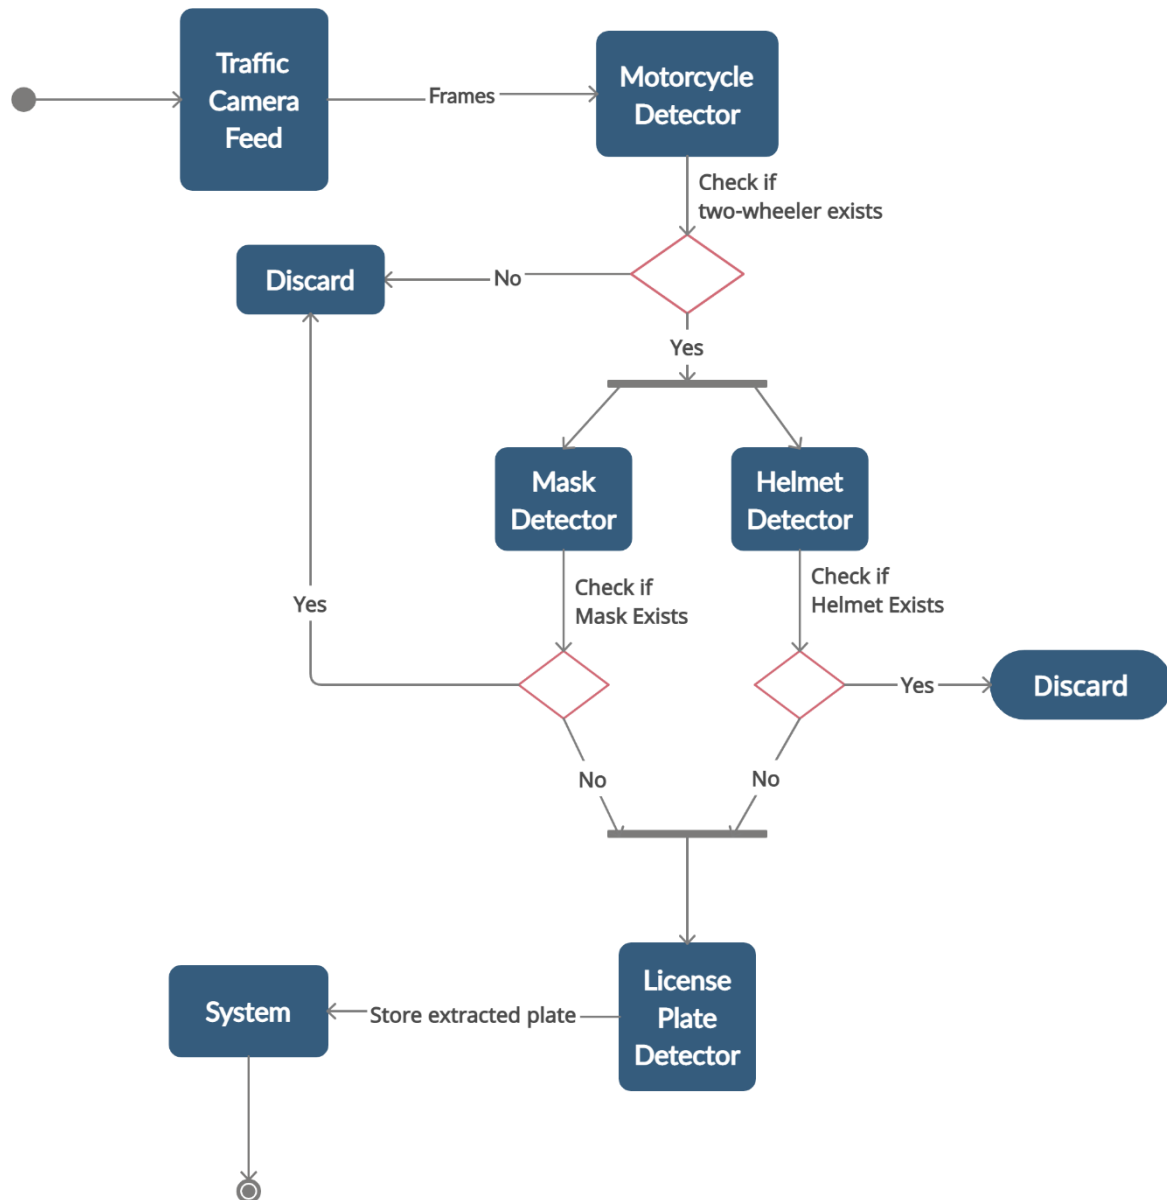 Traffic
Camera
Feed
Frames
Motorcycle
Detector
Check if
two-wheeler exists
Discard
No
Yes
Mask
Detector
Helmet
Detector
Check if
Mask Exists
Check if
Helmet Exists
Yes
Yes
Discard
No
No
License
Plate
Detector
Store extracted plate
System